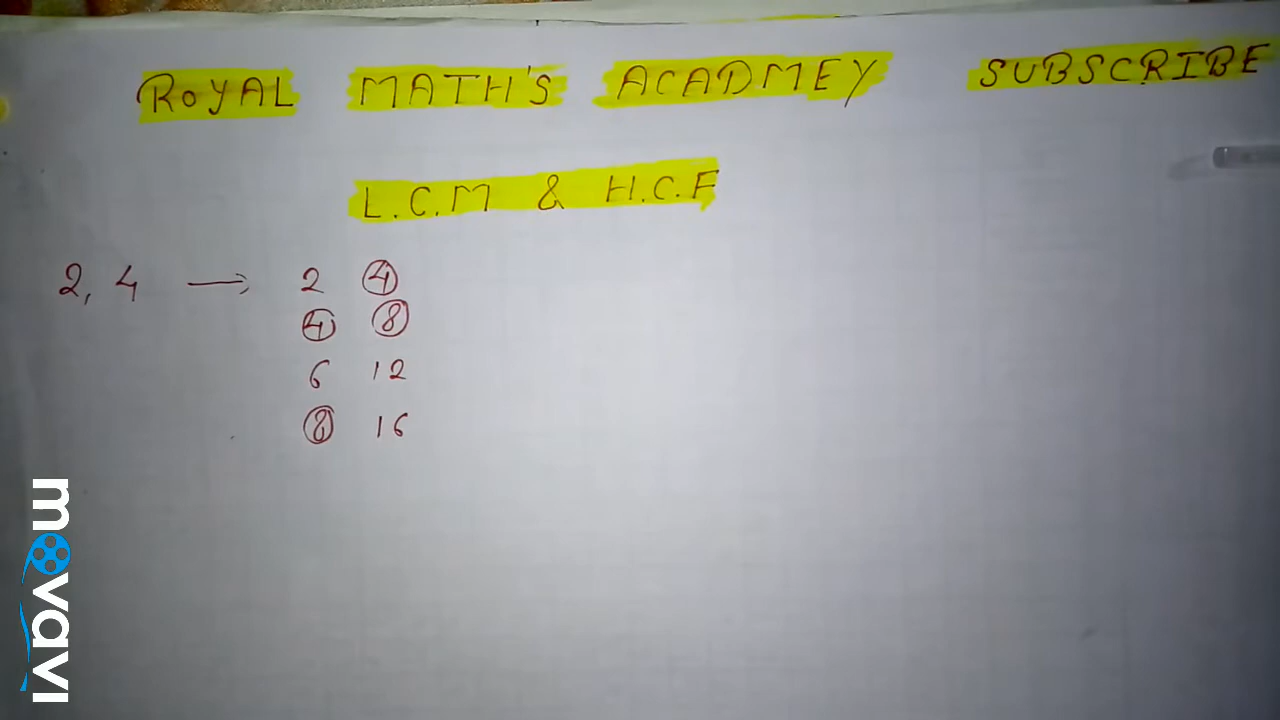 ROYAL MATH'S ACADMEY SUBSCRIBE
L.C.M & H.C.F
2, 4 → 2 4
4 8
6 12
8 16
movavi